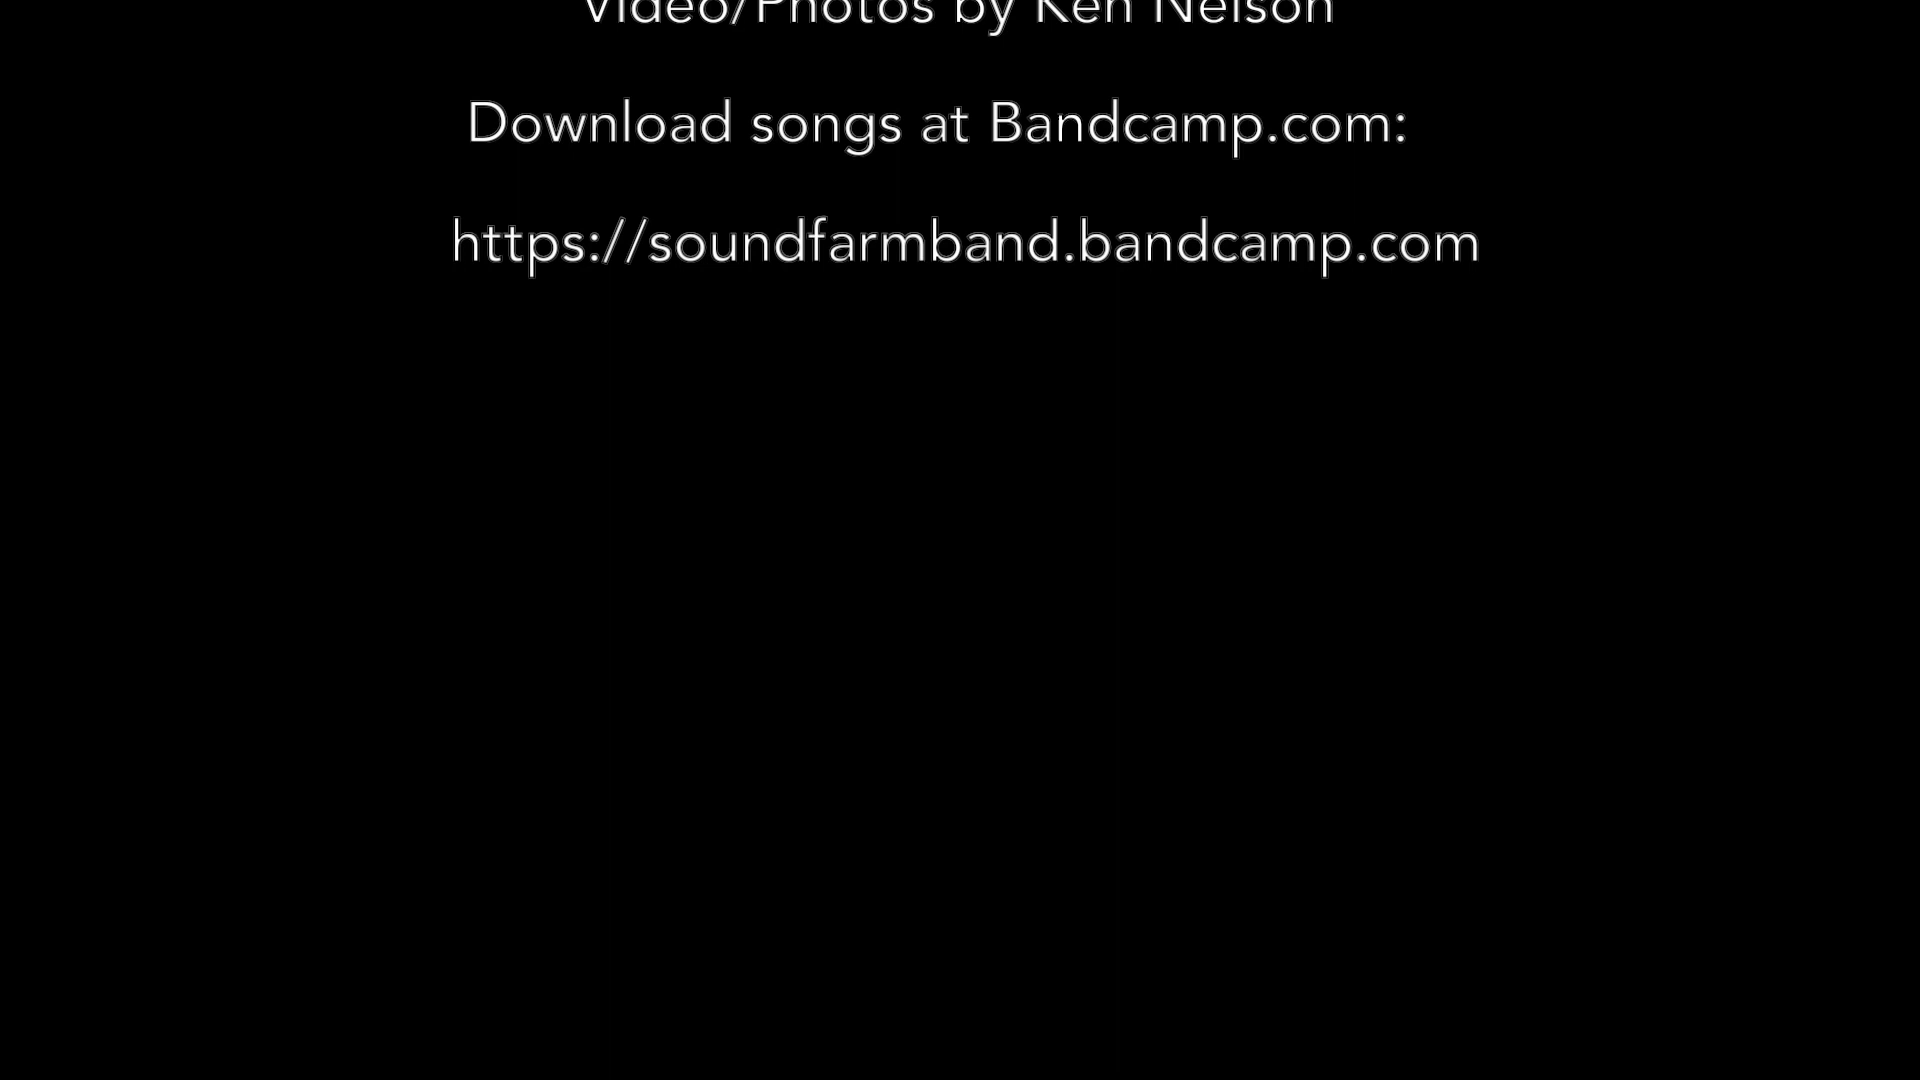 Video/Photos by Ken Nelson
Download songs at Bandcamp.com:
https://soundfarmband.bandcamp.com